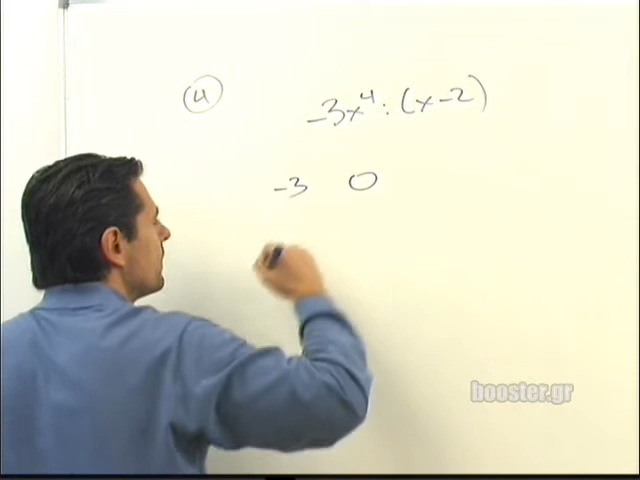 4 -3x⁴ : (x-2)
-3 0
booster.gr